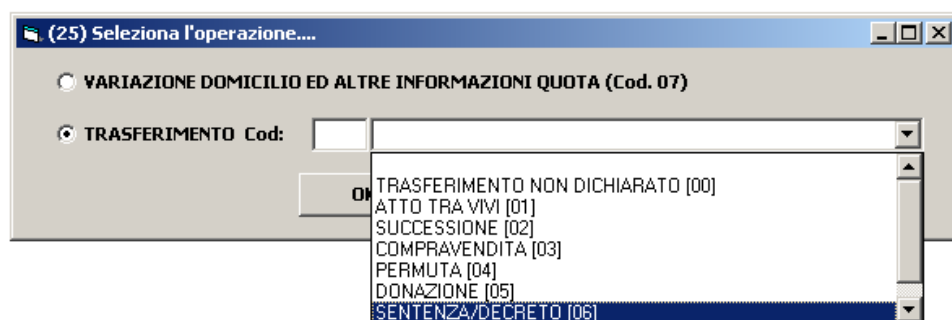 (25) Seleziona l'operazione....
VARIAZIONE DOMICILIO ED ALTRE INFORMAZIONI QUOTA (Cod. 07)
TRASFERIMENTO Cod:
TRASFERIMENTO NON DICHIARATO [00]
ATTO TRA VIVI [01]
SUCCESSIONE [02]
COMPRAVENDITA [03]
PERMUTA [04]
DONAZIONE [05]
SENTENZA/DECRETO [06]